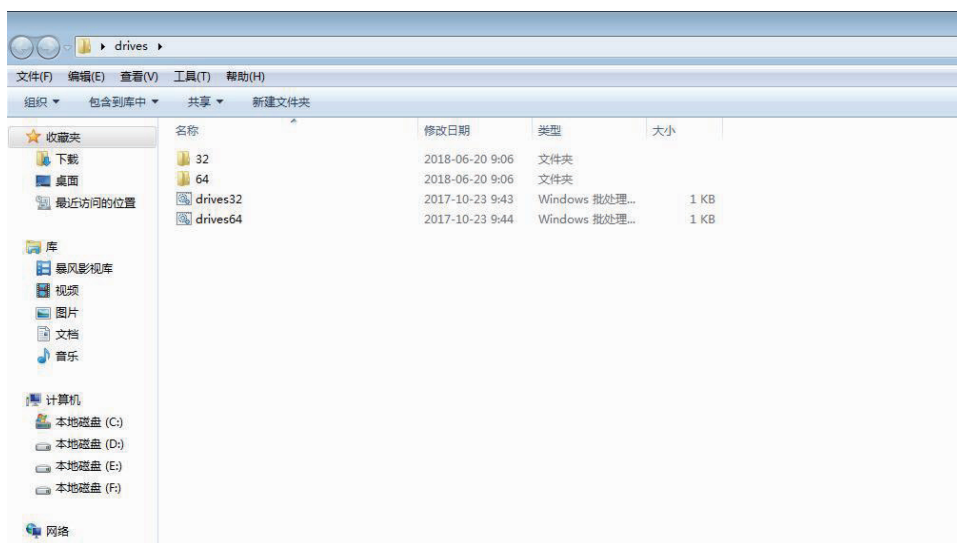 drives
文件(F) 编辑(E) 查看(V) 工具(T) 帮助(H)
组织 包含到库中 共享 新建文件夹
名称 修改日期 类型 大小
32 2018-06-20 9:06 文件夹
64 2018-06-20 9:06 文件夹
drives32 2017-10-23 9:43 Windows 批处理... 1 KB
drives64 2017-10-23 9:44 Windows 批处理... 1 KB
收藏夹
下载
桌面
最近访问的位置
库
暴风影视库
视频
图片
文档
音乐
计算机
本地磁盘 (C:)
本地磁盘 (D:)
本地磁盘 (E:)
本地磁盘 (F:)
网络